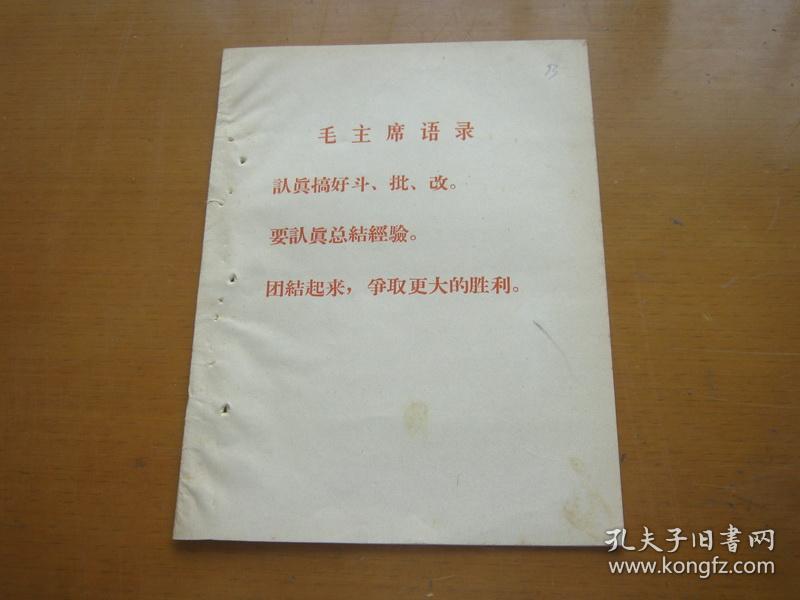 毛主席语录
認眞搞好斗、批、改。
要認眞总結經驗。
团結起来，爭取更大的胜利。
孔夫子旧书网
www.kongfz.com